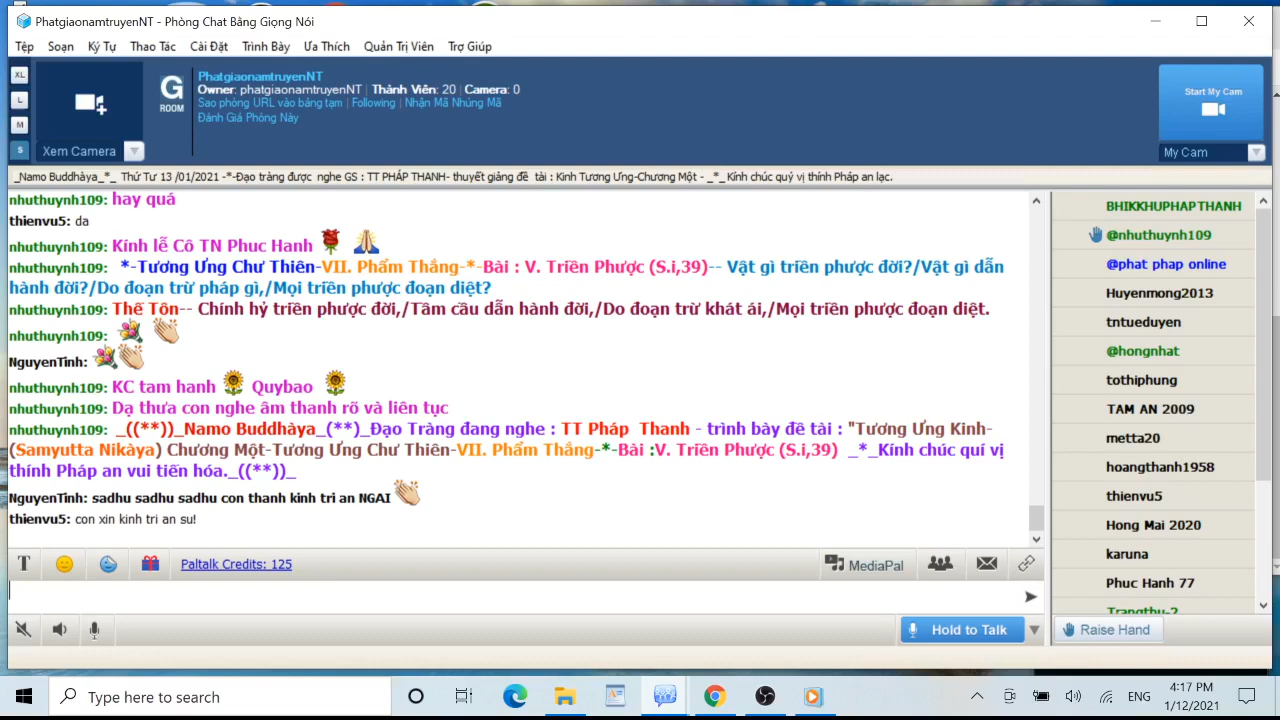 PhatgiaonamtruyenNT - Phòng Chat Bằng Giọng Nói
Tệp Soạn Ký Tự Thao Tác Cài Đặt Trình Bày Ưa Thích Quản Trị Viên Trợ Giúp
XL
L
M
S
Xem Camera
G
ROOM
PhatgiaonamtruyenNT
Owner: phatgiaonamtruyenNT | Thành Viên: 20 | Camera: 0
Sao phòng URL vào bảng tạm | Following | Nhận Mã Nhúng Mã
Đánh Giá Phòng Này
Start My Cam
My Cam
_Namo Buddhàya_*_ Thứ Tư 13 /01/2021 -*-Đạo tràng được nghe GS : TT PHÁP THANH- thuyết giảng đề tài : Kinh Tương Ưng-Chương Một - _*_Kính chúc quý vị thính Pháp an lạc.
nhuthuynh109: hay quá
thienvu5: da
nhuthuynh109: Kính lễ Cô TN Phuc Hanh
nhuthuynh109: *-Tương Ưng Chư Thiên-VII. Phẩm Thắng-*-Bài : V. Triền Phược (S.i,39)-- Vật gì triền phược đời?/Vật gì dẫn
hành đời?/Do đoạn trừ pháp gì,/Mọi triền phược đoạn diệt?
nhuthuynh109: Thế Tôn-- Chính hỷ triền phược đời,/Tầm cầu dẫn hành đời,/Do đoạn trừ khát ái,/Mọi triền phược đoạn diệt.
nhuthuynh109:
NguyenTinh:
nhuthuynh109: KC tam hanh Quybao
nhuthuynh109: Dạ thưa con nghe âm thanh rõ và liên tục
nhuthuynh109: _((**))_Namo Buddhàya_(**)_Đạo Tràng đang nghe : TT Pháp Thanh - trình bày đề tài : "Tương Ưng Kinh-
(Samyutta Nikàya) Chương Một-Tương Ưng Chư Thiên-VII. Phẩm Thắng-*-Bài :V. Triền Phược (S.i,39) _*_Kính chúc quí vị
thính Pháp an vui tiến hóa._((**))_
NguyenTinh: sadhu sadhu sadhu con thanh kinh tri an NGAI
thienvu5: con xin kinh tri an su!
BHIKKHUPHAPTHANH
@nhuthuynh109
@phat phap online
Huyenmong2013
tntueduyen
@hongnhat
tothiphung
TAM AN 2009
metta20
hoangthanh1958
thienvu5
Hong Mai 2020
karuna
Phuc Hanh 77
Trangthu-2
T Paltalk Credits: 125 MediaPal
Hold to Talk
Raise Hand
Type here to search
ENG
4:17 PM
1/12/2021